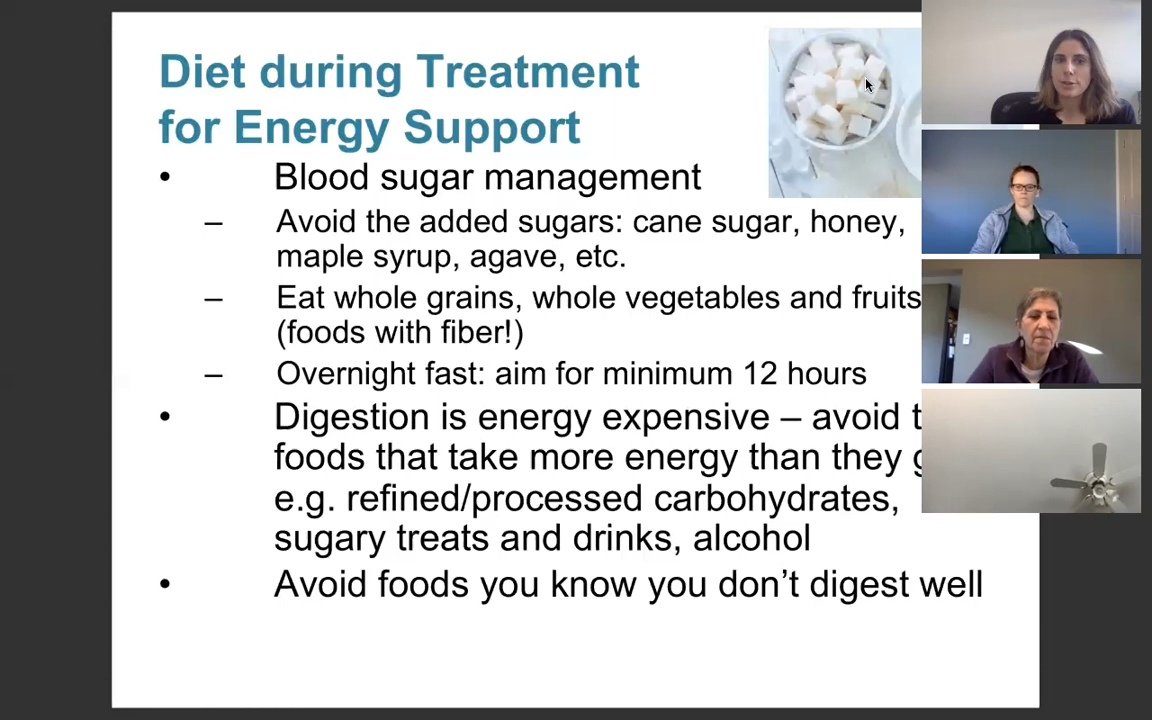 Diet during Treatment
for Energy Support
• Blood sugar management
– Avoid the added sugars: cane sugar, honey,
maple syrup, agave, etc.
– Eat whole grains, whole vegetables and fruits
(foods with fiber!)
– Overnight fast: aim for minimum 12 hours
• Digestion is energy expensive – avoid
foods that take more energy than they
e.g. refined/processed carbohydrates,
sugary treats and drinks, alcohol
• Avoid foods you know you don’t digest well